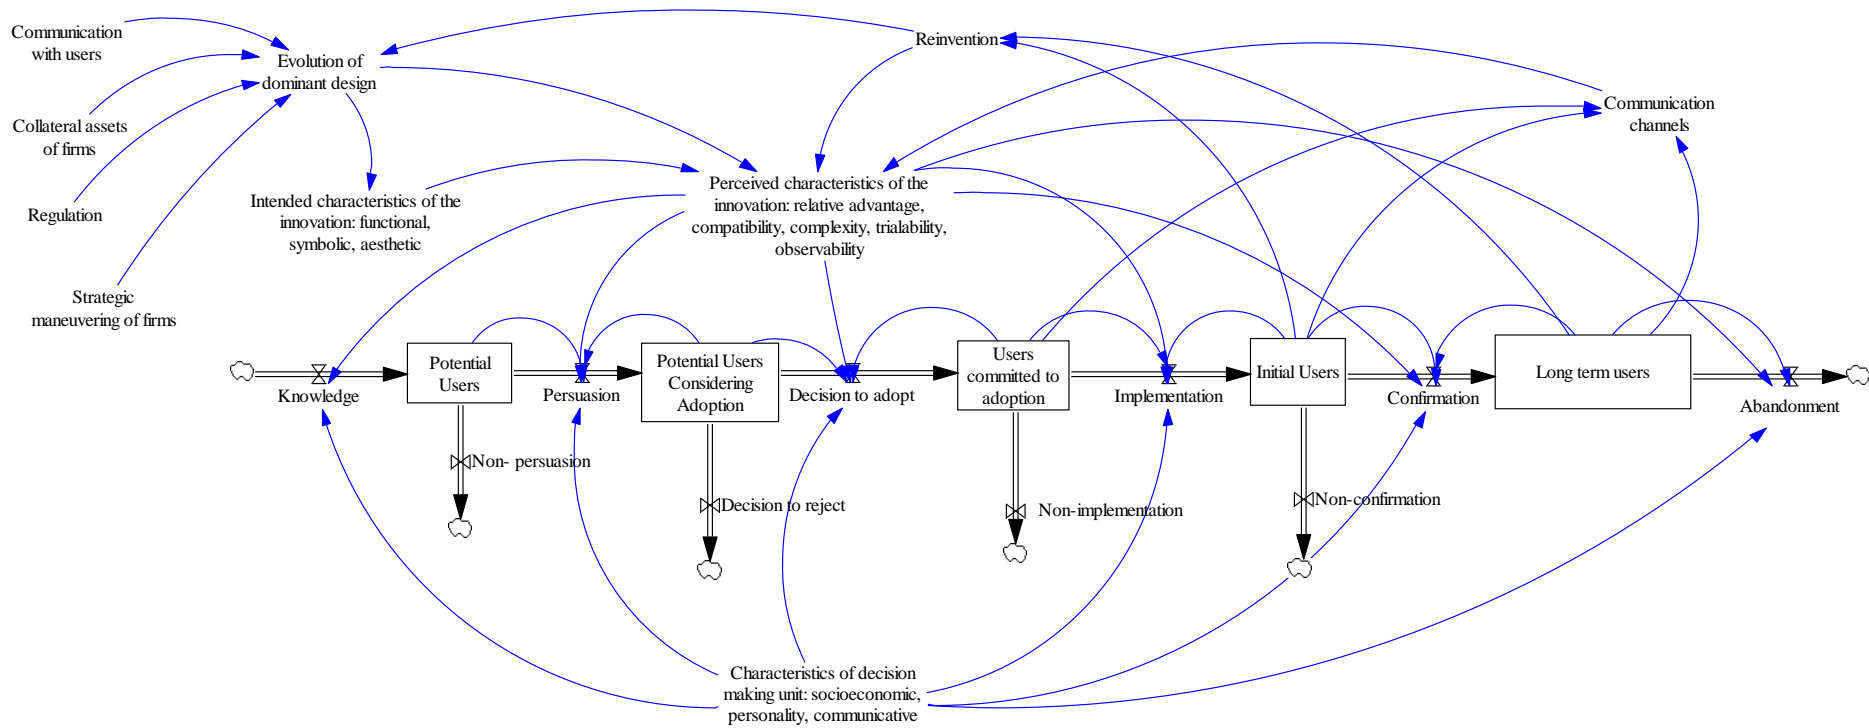 Communication
with users
Reinvention
Evolution of
dominant design
Communication
channels
Collateral assets
of firms
Perceived characteristics of the
innovation: relative advantage,
compatibility, complexity, trialability,
observability
Intended characteristics of the
innovation: functional,
symbolic, aesthetic
Regulation
Strategic
maneuvering of firms
Potential
Users
Potential Users
Considering
Adoption
Users
committed to
adoption
Initial Users
Long term users
Knowledge
Persuasion
Decision to adopt
Implementation
Confirmation
Abandonment
Non- persuasion
Decision to reject
Non-implementation
Non-confirmation
Characteristics of decision
making unit: socioeconomic,
personality, communicative